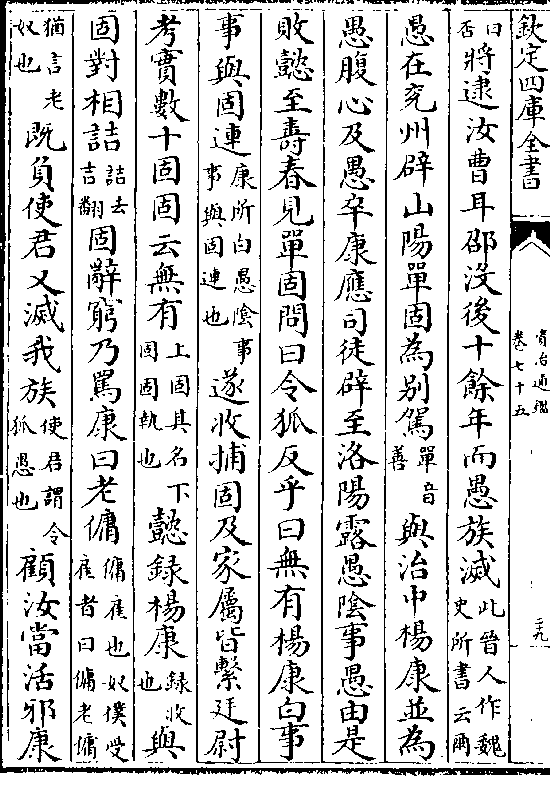 欽定四庫全書
資治通鑑
卷七十五
二十九
曰否將逮汝曹耳邵没後十餘年而愚族滅此晉人作魏史所書云爾
愚在兖州辟山陽單固為别駕單音善與治中楊康並為
愚腹心及愚卒康應司徒辟至洛陽露愚陰事愚由是
敗懿至壽春見單固問曰令狐反乎曰無有楊康白事
事與固連康所白愚陰事事與固連也遂收捕固及家屬皆繫廷尉
考實數十固固云無有上固其名下固固執也懿録楊康録收也與
固對相詰詰去吉翻固辭窮乃罵康曰老傭傭雇也奴僕受雇者曰傭老傭
猶言老奴也既負使君又滅我族使君謂令狐愚也顧汝當活邪康